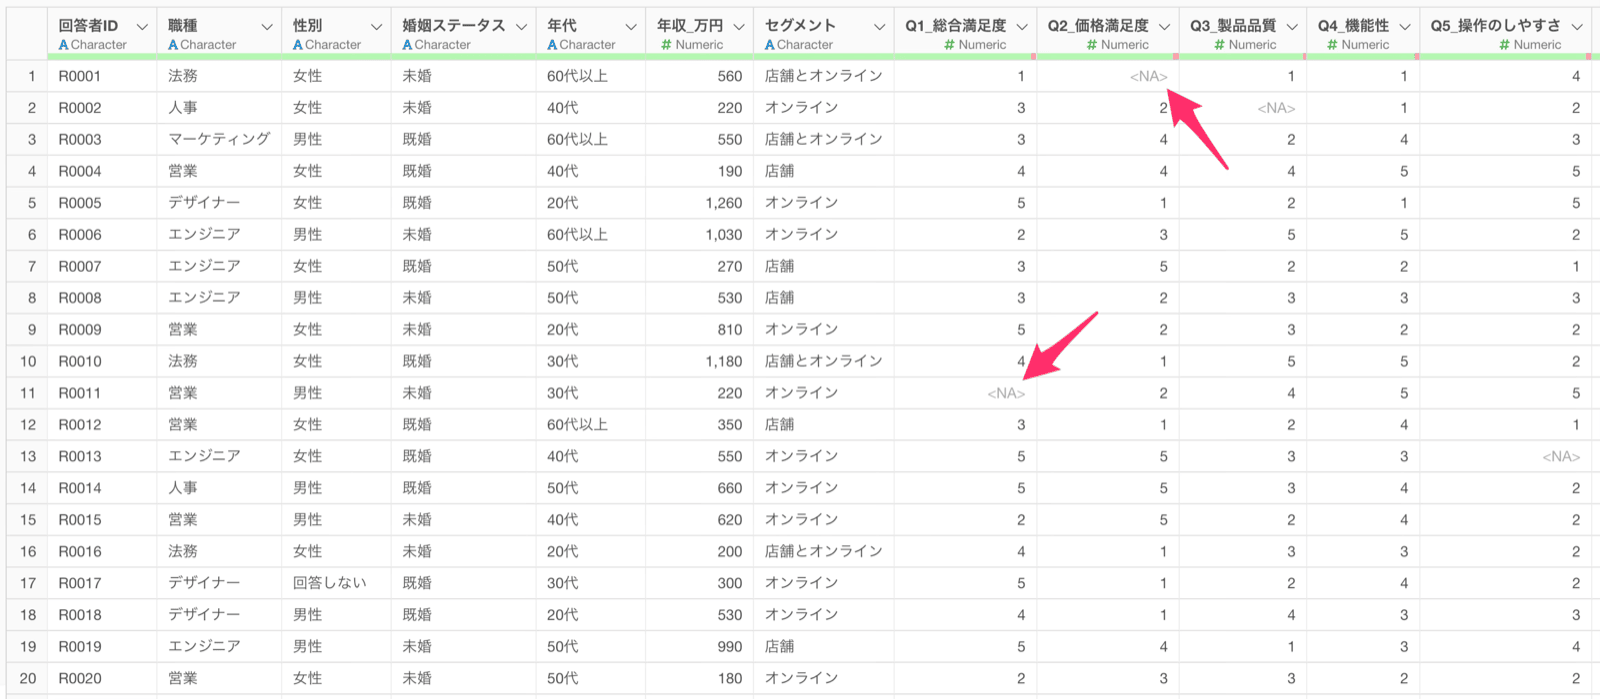 回答者ID 職種 性別 婚姻ステータス 年代 年収_万円 セグメント Q1_総合満足度 Q2_価格満足度 Q3_製品品質 Q4_機能性 Q5_操作のしやすさ
A Character A Character A Character A Character A Character # Numeric A Character # Numeric # Numeric # Numeric # Numeric # Numeric
1 R0001 法務 女性 未婚 60代以上 560 店舗とオンライン 1 <NA> 1 1 4
2 R0002 人事 女性 未婚 40代 220 オンライン 3 2 <NA> 1 2
3 R0003 マーケティング 男性 既婚 60代以上 550 店舗とオンライン 3 4 2 4 3
4 R0004 営業 女性 既婚 40代 190 店舗 4 4 4 5 5
5 R0005 デザイナー 女性 既婚 20代 1,260 オンライン 5 1 2 1 5
6 R0006 エンジニア 男性 未婚 60代以上 1,030 オンライン 2 3 5 5 2
7 R0007 エンジニア 女性 既婚 50代 270 店舗 3 5 2 2 1
8 R0008 エンジニア 男性 未婚 50代 530 店舗 3 2 3 3 3
9 R0009 営業 女性 未婚 20代 810 オンライン 5 2 3 2 2
10 R0010 法務 女性 既婚 30代 1,180 店舗とオンライン 4 1 5 5 2
11 R0011 営業 男性 未婚 30代 220 オンライン <NA> 2 4 5 5
12 R0012 営業 女性 既婚 60代以上 350 店舗 3 1 2 4 1
13 R0013 エンジニア 女性 既婚 40代 550 オンライン 5 5 3 3 <NA>
14 R0014 人事 男性 既婚 50代 660 オンライン 5 5 3 4 2
15 R0015 営業 男性 未婚 40代 620 オンライン 2 5 2 4 2
16 R0016 法務 女性 未婚 20代 200 店舗とオンライン 4 1 3 3 2
17 R0017 デザイナー 回答しない 既婚 30代 300 オンライン 5 1 2 4 2
18 R0018 デザイナー 男性 既婚 20代 530 オンライン 4 1 4 3 3
19 R0019 エンジニア 男性 未婚 50代 990 店舗 5 4 1 3 4
20 R0020 営業 女性 未婚 50代 180 オンライン 2 3 3 2 2